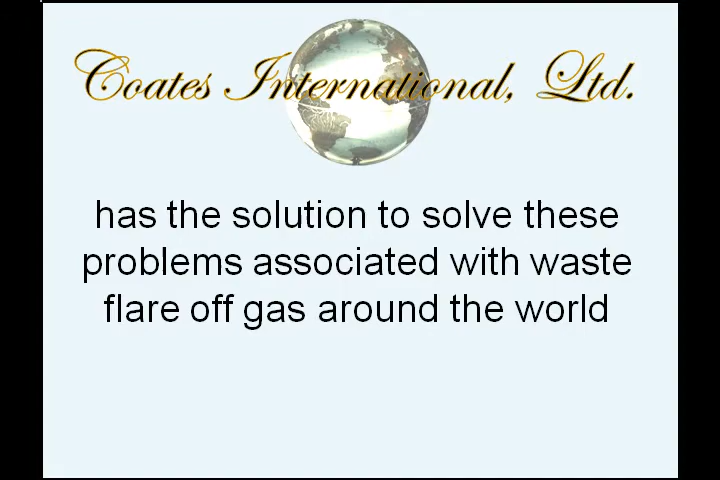 Coates International, Ltd.
has the solution to solve these
problems associated with waste
flare off gas around the world